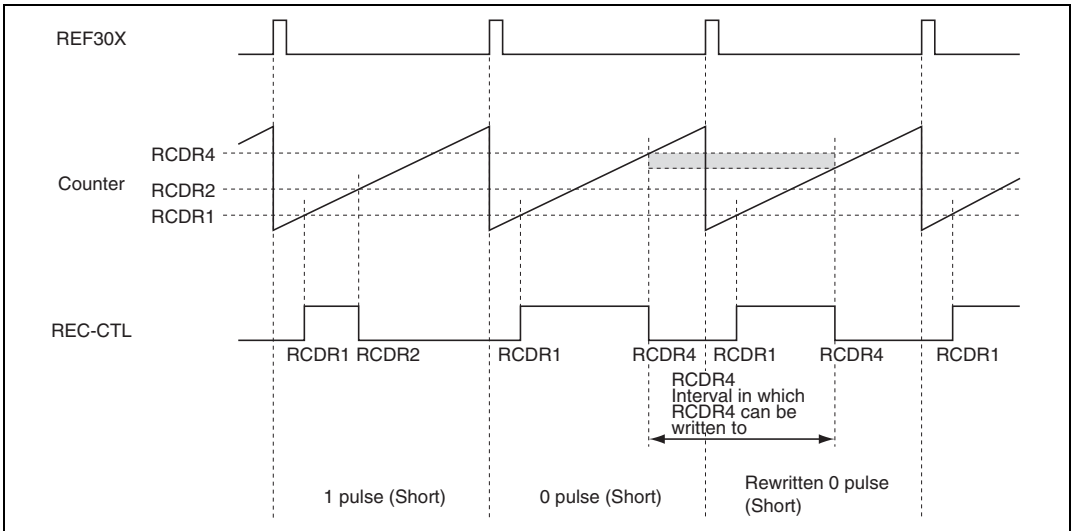 REF30X
Counter
RCDR4
RCDR2
RCDR1
REC-CTL
RCDR1 RCDR2 RCDR1 RCDR4 RCDR1 RCDR4 RCDR1
RCDR4
Interval in which
RCDR4 can be
written to
1 pulse (Short)
0 pulse (Short)
Rewritten 0 pulse
(Short)